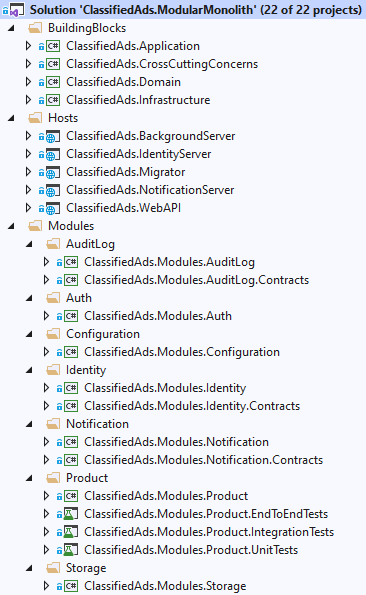 Solution 'ClassifiedAds.ModularMonolith' (22 of 22 projects)
BuildingBlocks
C# ClassifiedAds.Application
C# ClassifiedAds.CrossCuttingConcerns
C# ClassifiedAds.Domain
C# ClassifiedAds.Infrastructure
Hosts
ClassifiedAds.BackgroundServer
ClassifiedAds.IdentityServer
ClassifiedAds.Migrator
ClassifiedAds.NotificationServer
ClassifiedAds.WebAPI
Modules
AuditLog
C# ClassifiedAds.Modules.AuditLog
C# ClassifiedAds.Modules.AuditLog.Contracts
Auth
C# ClassifiedAds.Modules.Auth
Configuration
C# ClassifiedAds.Modules.Configuration
Identity
C# ClassifiedAds.Modules.Identity
C# ClassifiedAds.Modules.Identity.Contracts
Notification
C# ClassifiedAds.Modules.Notification
C# ClassifiedAds.Modules.Notification.Contracts
Product
C# ClassifiedAds.Modules.Product
ClassifiedAds.Modules.Product.EndToEndTests
ClassifiedAds.Modules.Product.IntegrationTests
ClassifiedAds.Modules.Product.UnitTests
Storage
C# ClassifiedAds.Modules.Storage